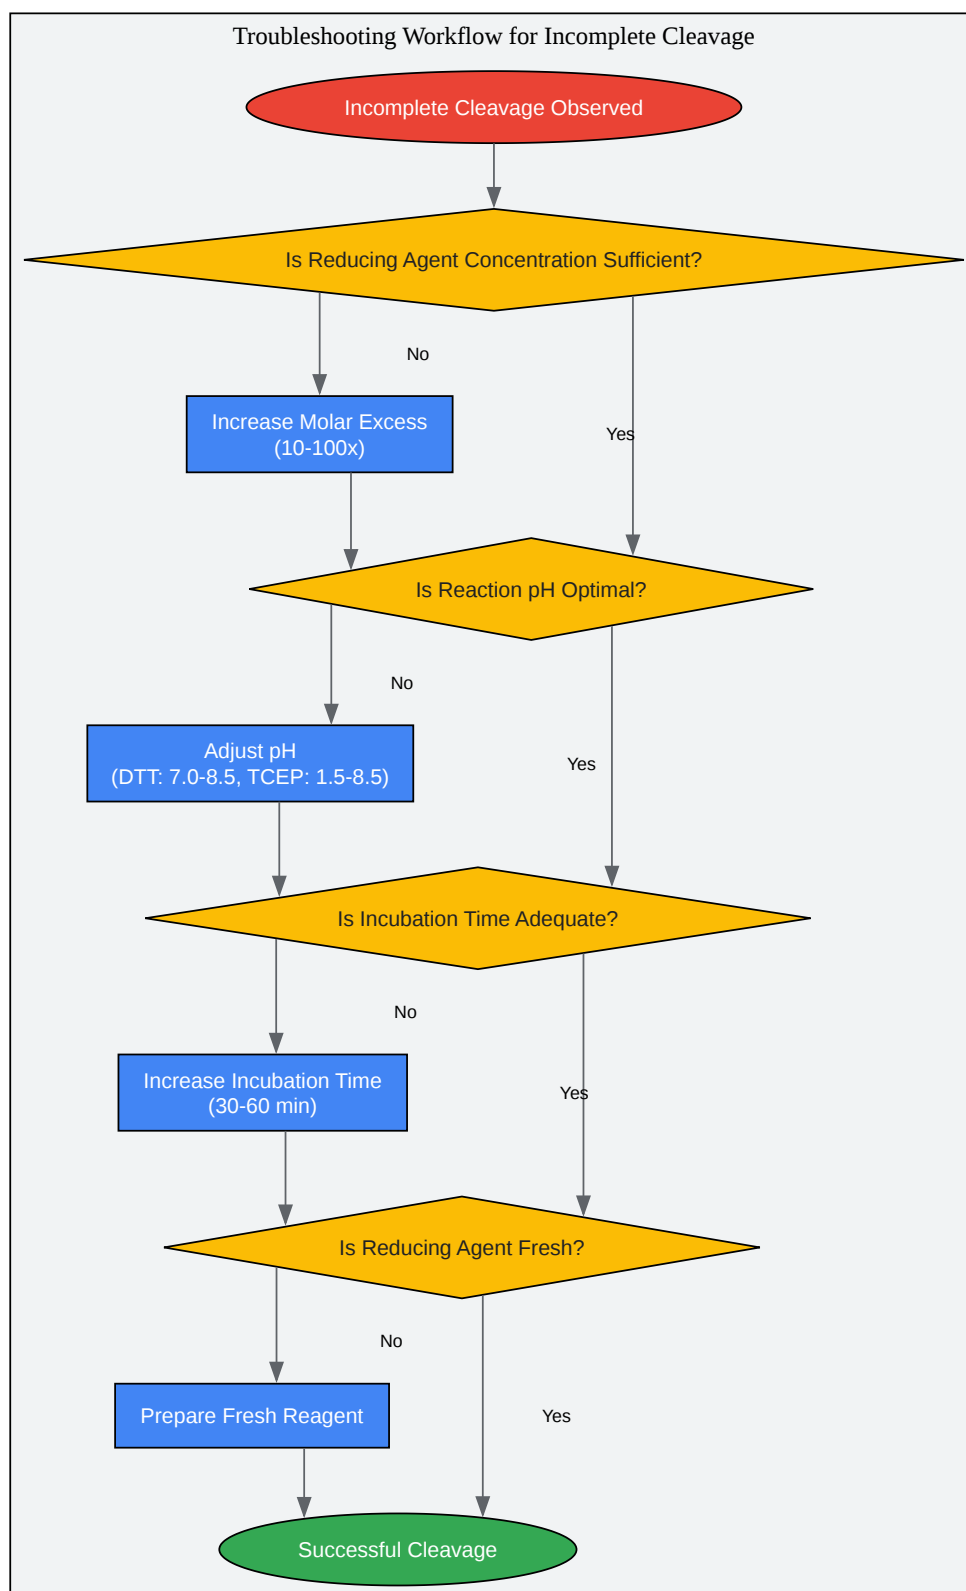 Troubleshooting Workflow for Incomplete Cleavage
Incomplete Cleavage Observed
Is Reducing Agent Concentration Sufficient?
No
Increase Molar Excess
(10-100x)
Yes
Is Reaction pH Optimal?
No
Adjust pH
(DTT: 7.0-8.5, TCEP: 1.5-8.5)
Yes
Is Incubation Time Adequate?
No
Increase Incubation Time
(30-60 min)
Yes
Is Reducing Agent Fresh?
No
Prepare Fresh Reagent
Yes
Successful Cleavage